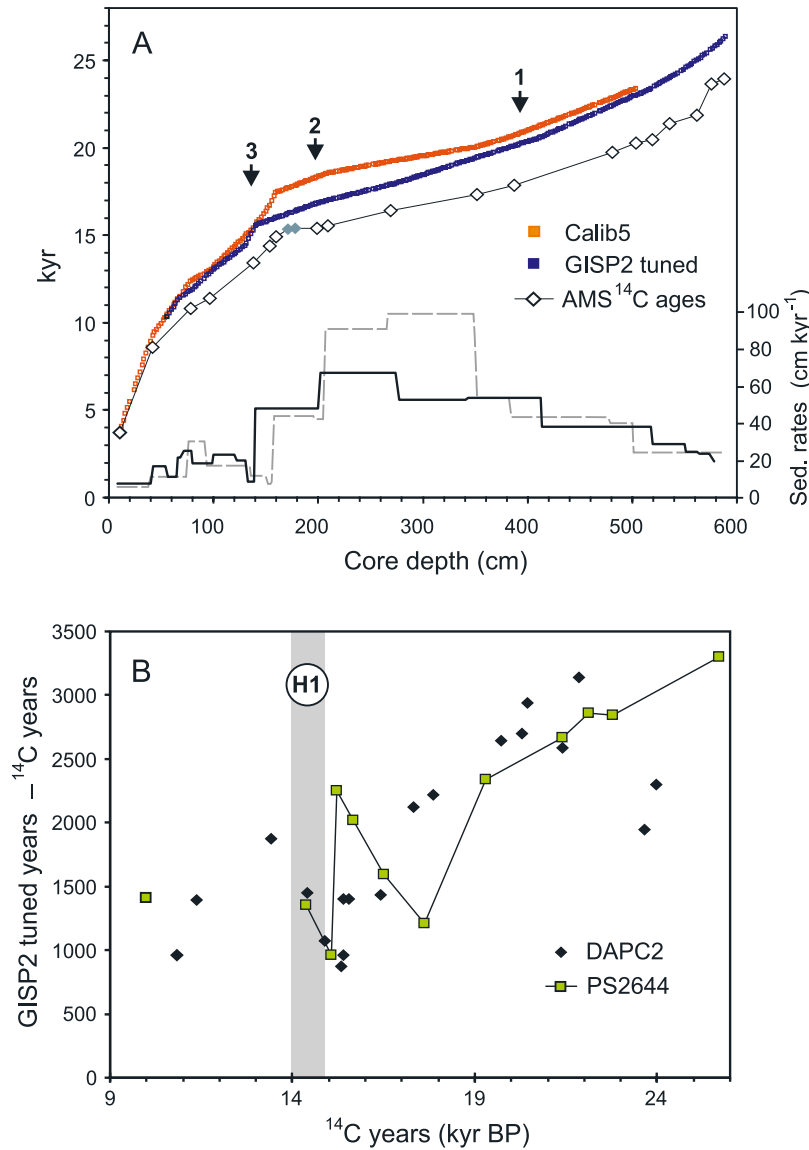 A
25
20
15
10
5
0
kyr
3
2
1
Calib5
GISP2 tuned
AMS ¹⁴C ages
100
80
60
40
20
0
Sed. rates (cm kyr⁻¹)
0 100 200 300 400 500 600
Core depth (cm)
B
H1
3500
3000
2500
2000
1500
1000
500
0
GISP2 tuned years – ¹⁴C years
DAPC2
PS2644
9 14 19 24
¹⁴C years (kyr BP)